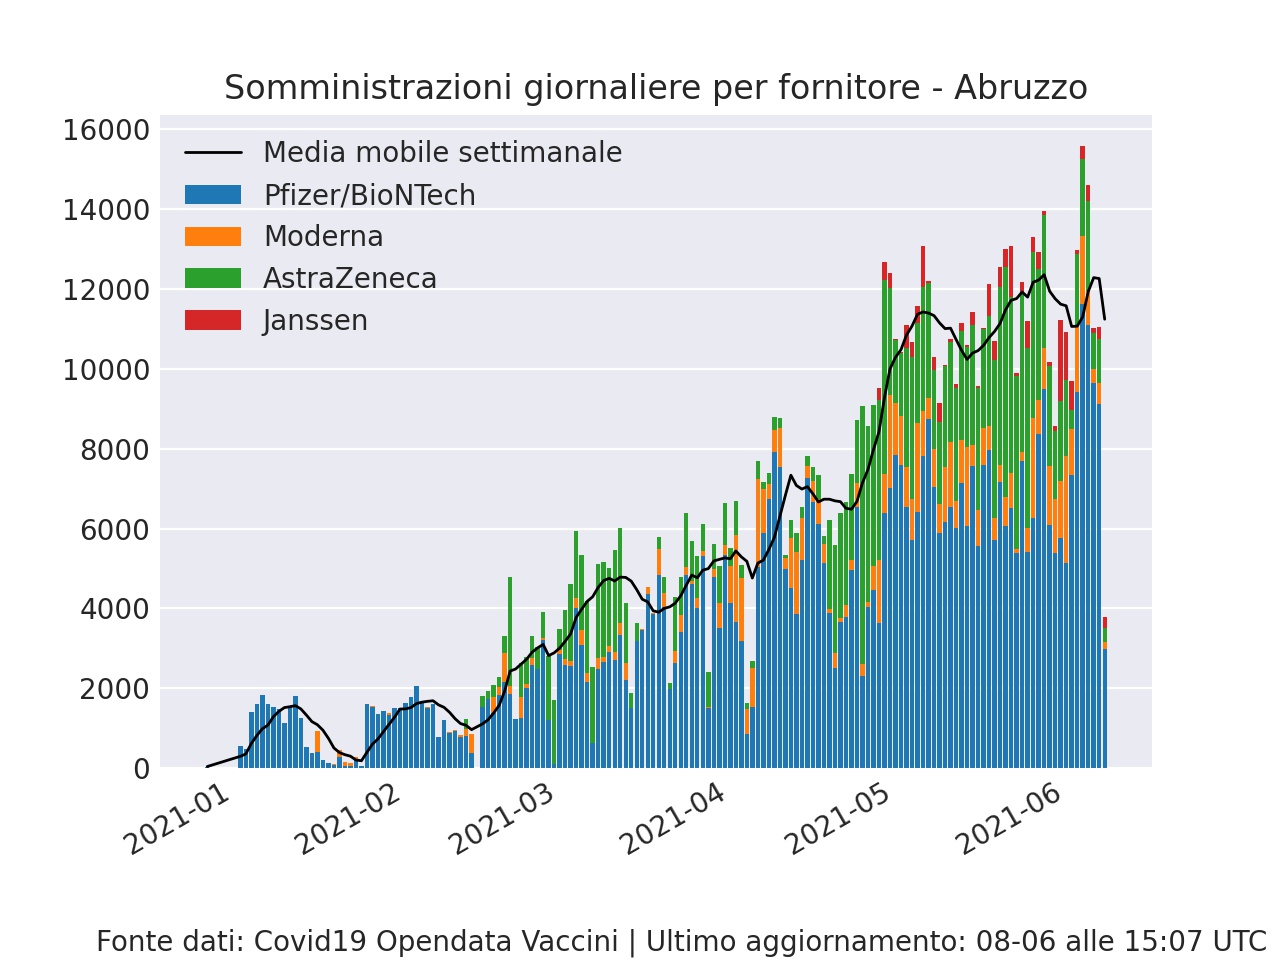 Somministrazioni giornaliere per fornitore - Abruzzo
16000
14000
12000
10000
8000
6000
4000
2000
0
Media mobile settimanale
Pfizer/BioNTech
Moderna
AstraZeneca
Janssen
2021-01
2021-02
2021-03
2021-04
2021-05
2021-06
Fonte dati: Covid19 Opendata Vaccini | Ultimo aggiornamento: 08-06 alle 15:07 UTC